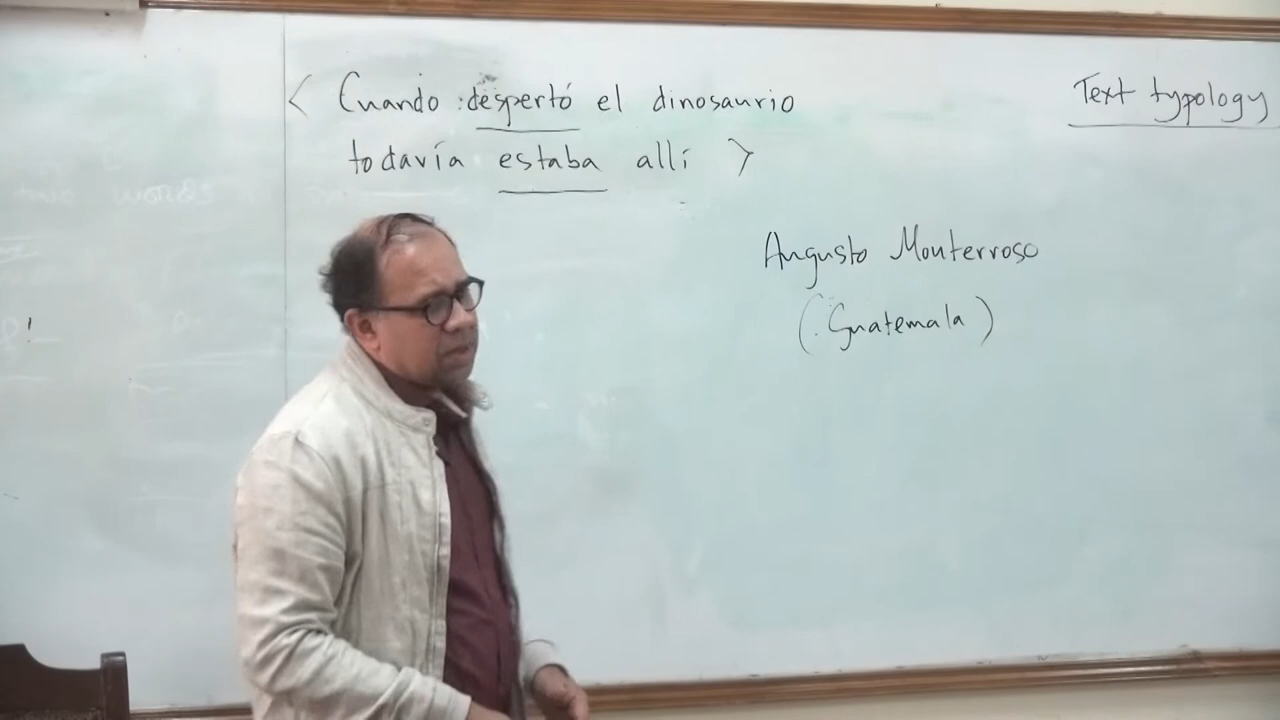 < Cuando despertó el dinosaurio
todavía estaba allí >
Text typology
Augusto Monterroso
(Guatemala)